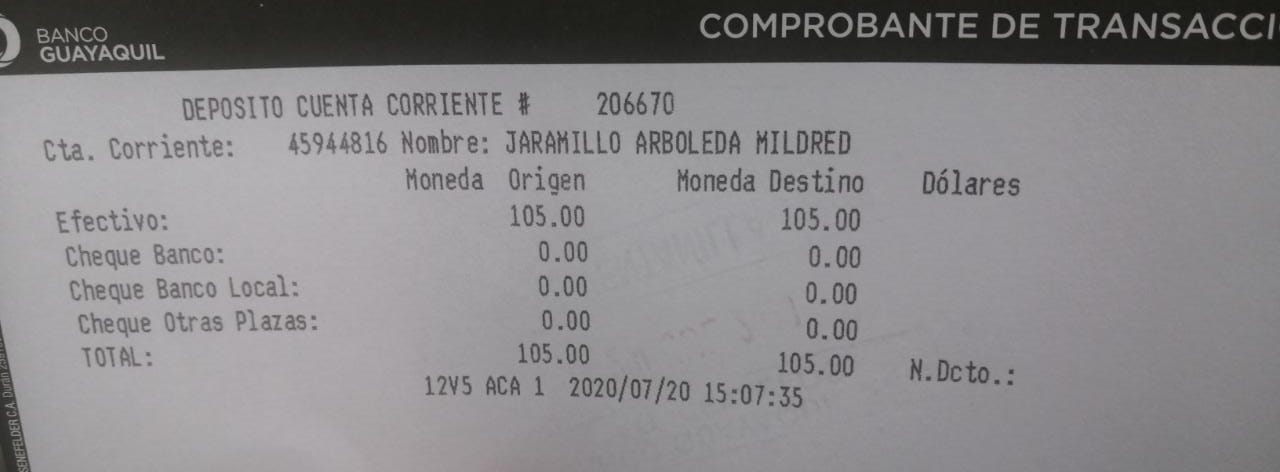 BANCO
GUAYAQUIL
COMPROBANTE DE TRANSACCI
DEPOSITO CUENTA CORRIENTE # 206670
Cta. Corriente: 45944816 Nombre: JARAMILLO ARBOLEDA MILDRED
Moneda Origen Moneda Destino Dólares
Efectivo: 105.00 105.00
Cheque Banco: 0.00 0.00
Cheque Banco Local: 0.00 0.00
Cheque Otras Plazas: 0.00 0.00
TOTAL: 105.00 105.00 N.Dcto.:
12V5 ACA 1 2020/07/20 15:07:35
SENEFELDER C.A. Durán